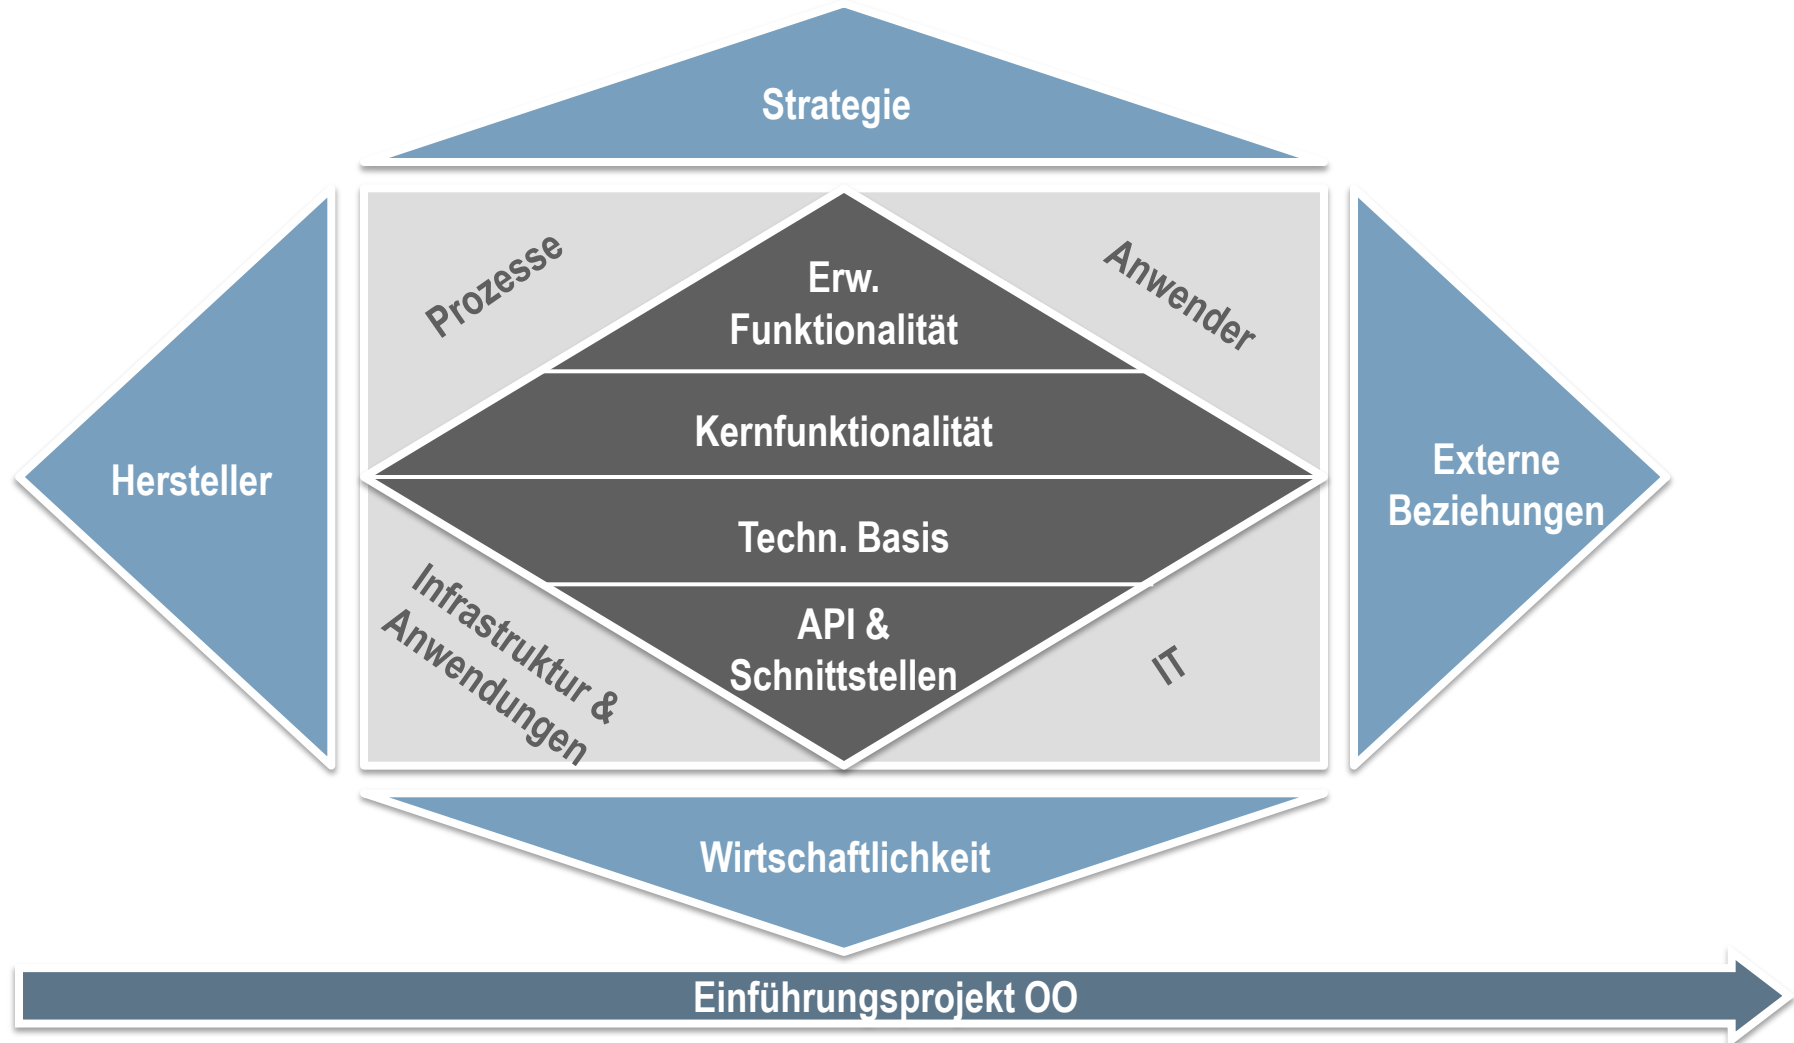 Strategie
Prozesse
Anwender
Erw.
Funktionalität
Kernfunktionalität
Hersteller
Externe
Beziehungen
Techn. Basis
Infrastruktur &
Anwendungen
API &
Schnittstellen
IT
Wirtschaftlichkeit
Einführungsprojekt OO